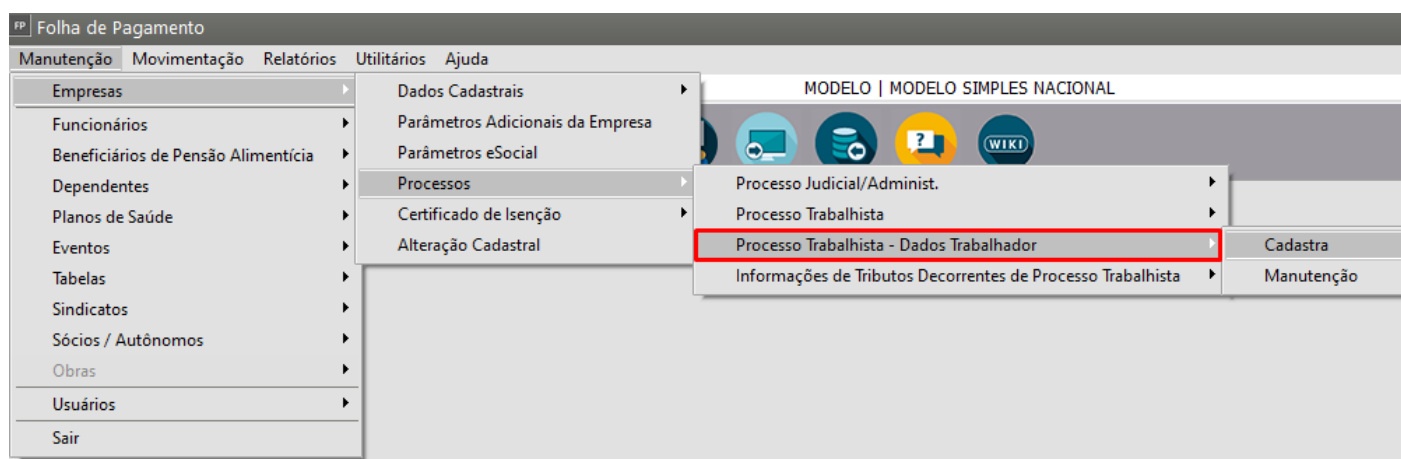 FP Folha de Pagamento
Manutenção Movimentação Relatórios Utilitários Ajuda
MODELO | MODELO SIMPLES NACIONAL
Empresas
Funcionários
Beneficiários de Pensão Alimentícia
Dependentes
Planos de Saúde
Eventos
Tabelas
Sindicatos
Sócios / Autônomos
Obras
Usuários
Sair
Dados Cadastrais
Parâmetros Adicionais da Empresa
Parâmetros eSocial
Processos
Certificado de Isenção
Alteração Cadastral
? WIKI
Processo Judicial/Administ.
Processo Trabalhista
Processo Trabalhista - Dados Trabalhador
Informações de Tributos Decorrentes de Processo Trabalhista
Cadastra
Manutenção